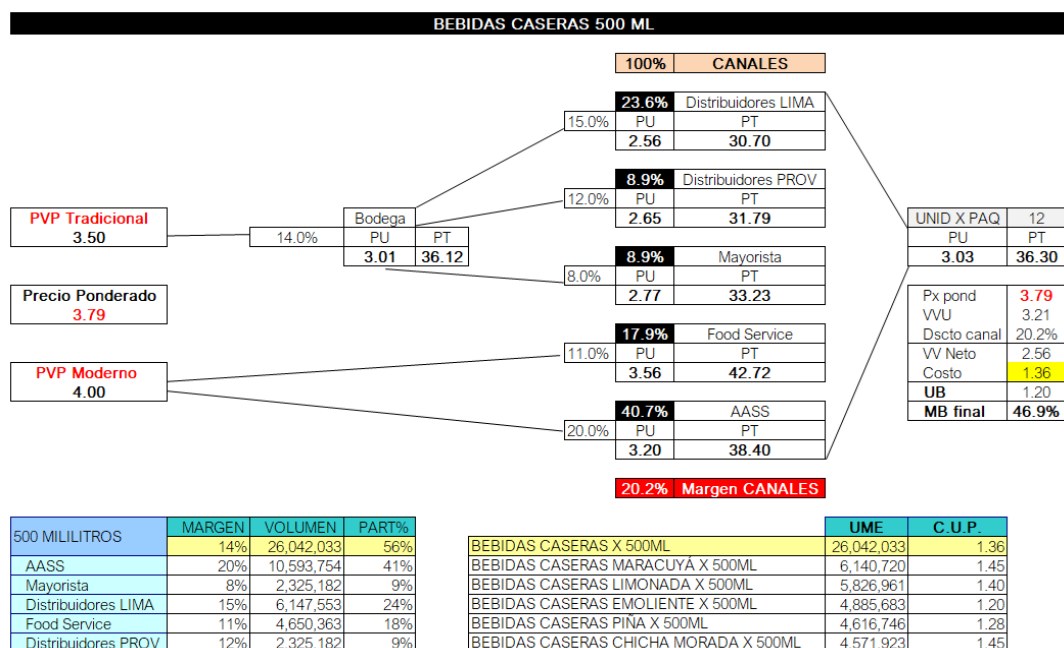 BEBIDAS CASERAS 500 ML
100% CANALES
23.6% Distribuidores LIMA
15.0% PU PT
2.56 30.70
8.9% Distribuidores PROV
12.0% PU PT
2.65 31.79
PVP Tradicional
3.50
Bodega
14.0% PU PT
3.01 36.12
UNID X PAQ 12
PU PT
3.03 36.30
8.9% Mayorista
8.0% PU PT
2.77 33.23
Precio Ponderado
3.79
Px pond 3.79
VVU 3.21
Dscto canal 20.2%
VV Neto 2.56
Costo 1.36
UB 1.20
MB final 46.9%
17.9% Food Service
11.0% PU PT
3.56 42.72
PVP Moderno
4.00
40.7% AASS
20.0% PU PT
3.20 38.40
20.2% Margen CANALES
500 MILILITROS MARGEN VOLUMEN PART%
14% 26,042,033 56%
AASS 20% 10,593,754 41%
Mayorista 8% 2,325,182 9%
Distribuidores LIMA 15% 6,147,553 24%
Food Service 11% 4,650,363 18%
Distribuidores PROV 12% 2,325,182 9%
UME C.U.P.
BEBIDAS CASERAS X 500ML 26,042,033 1.36
BEBIDAS CASERAS MARACUYÁ X 500ML 6,140,720 1.45
BEBIDAS CASERAS LIMONADA X 500ML 5,826,961 1.40
BEBIDAS CASERAS EMOLIENTE X 500ML 4,885,683 1.20
BEBIDAS CASERAS PIÑA X 500ML 4,616,746 1.28
BEBIDAS CASERAS CHICHA MORADA X 500ML 4,571,923 1.45